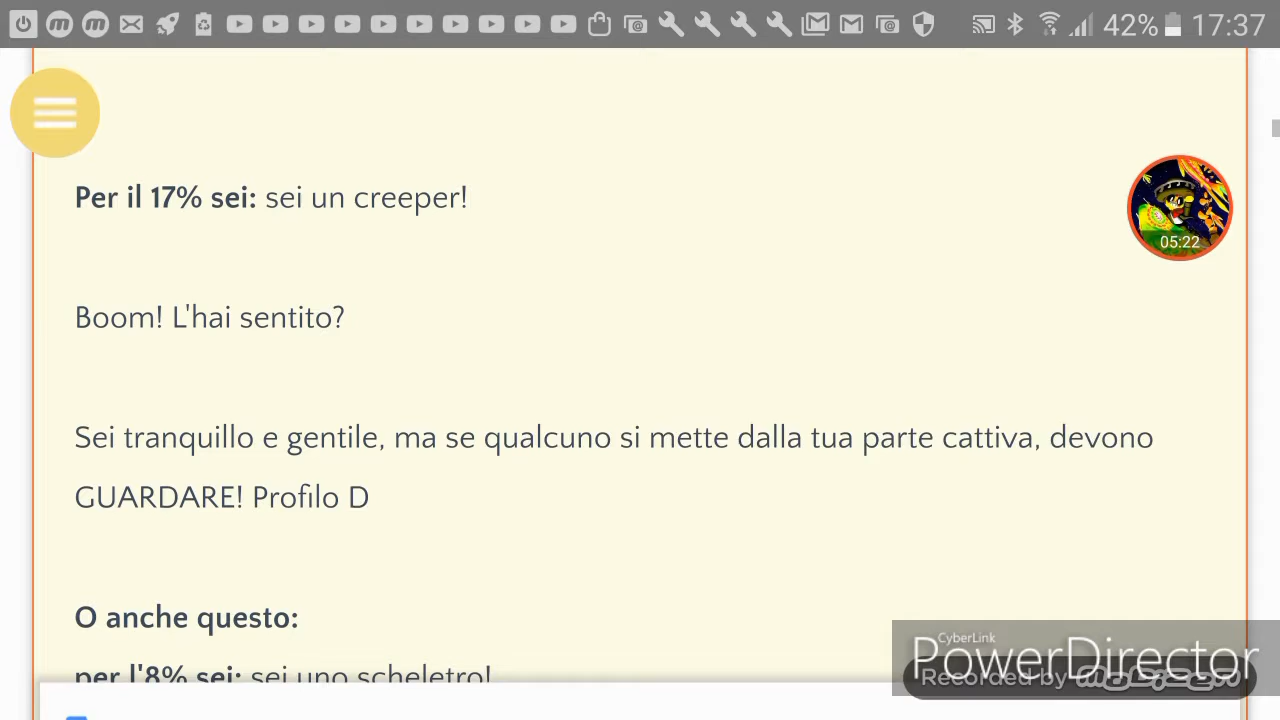 42% 17:37
Per il 17% sei: sei un creeper!
05:22
Boom! L'hai sentito?
Sei tranquillo e gentile, ma se qualcuno si mette dalla tua parte cattiva, devono
GUARDARE! Profilo D
O anche questo:
per l'8% sei: sei uno scheletro!
CyberLink
PowerDirector
Recorded by